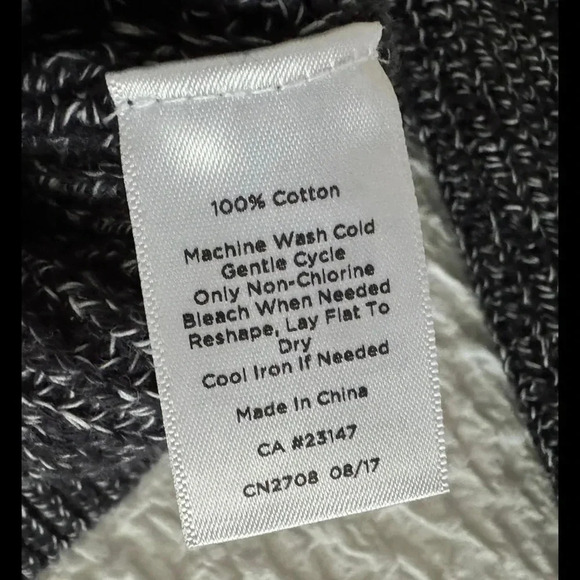 100% Cotton
Machine Wash Cold
Gentle Cycle
Only Non-Chlorine
Bleach When Needed
Reshape, Lay Flat To
Dry
Cool Iron If Needed
Made In China
CA #23147
CN2708 08/17